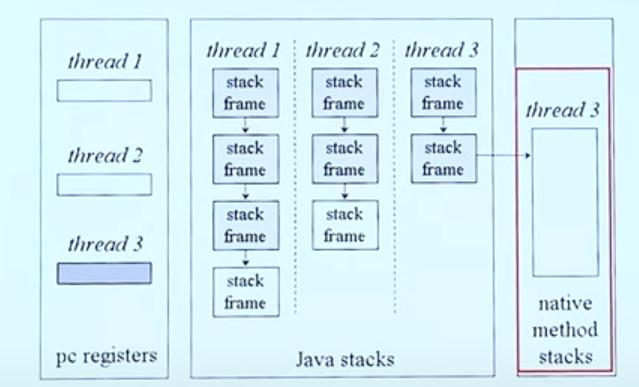 thread 1
thread 2
thread 3
pc registers
thread 1
thread 2
thread 3
stack
frame
stack
frame
stack
frame
stack
frame
stack
frame
stack
frame
stack
frame
stack
frame
stack
frame
Java stacks
thread 3
native
method
stacks